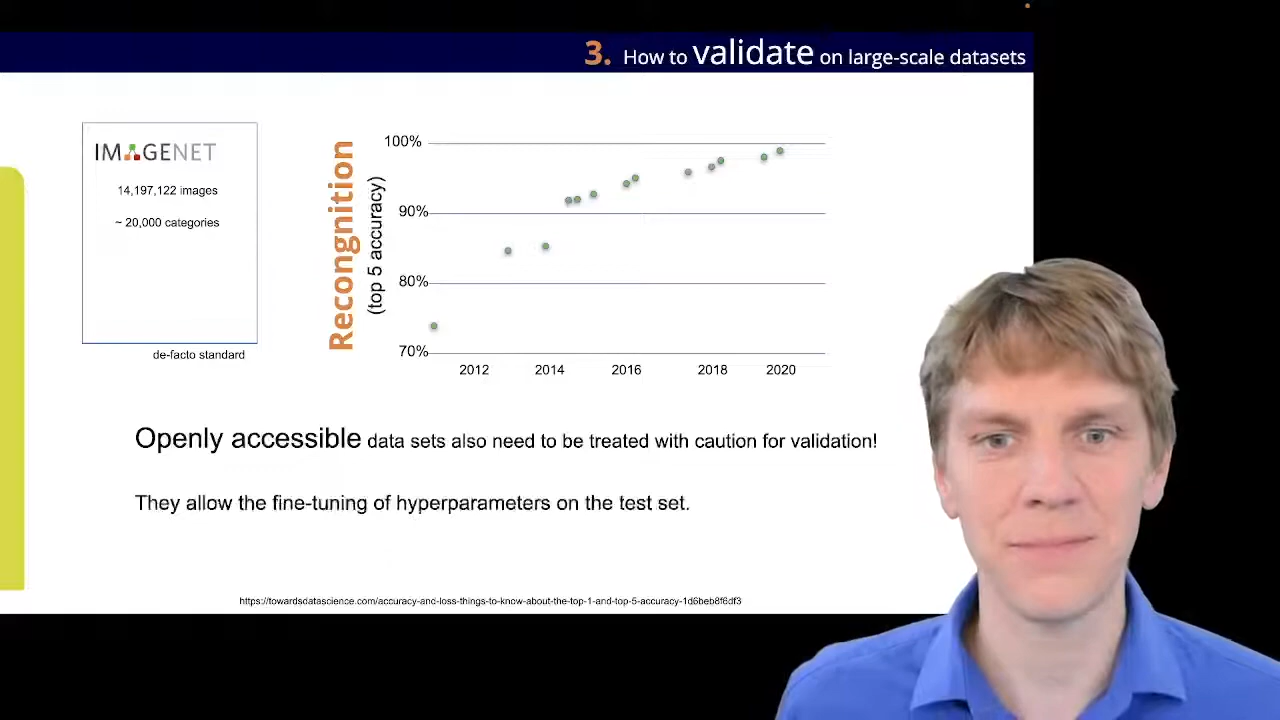 3. How to validate on large-scale datasets
IMAGENET
14,197,122 images
~ 20,000 categories
de-facto standard
Recongnition
(top 5 accuracy)
100%
90%
80%
70%
2012 2014 2016 2018 2020
Openly accessible data sets also need to be treated with caution for validation!
They allow the fine-tuning of hyperparameters on the test set.
https://towardsdatascience.com/accuracy-and-loss-things-to-know-about-the-top-1-and-top-5-accuracy-1d6beb8f6df3